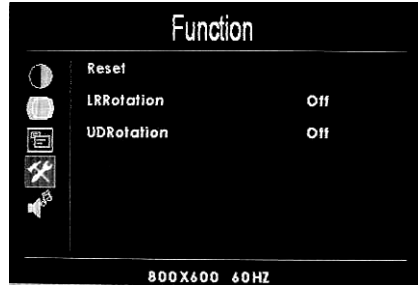 Function
Reset
LRRotation Off
UDRotation Off
800X600 60HZ